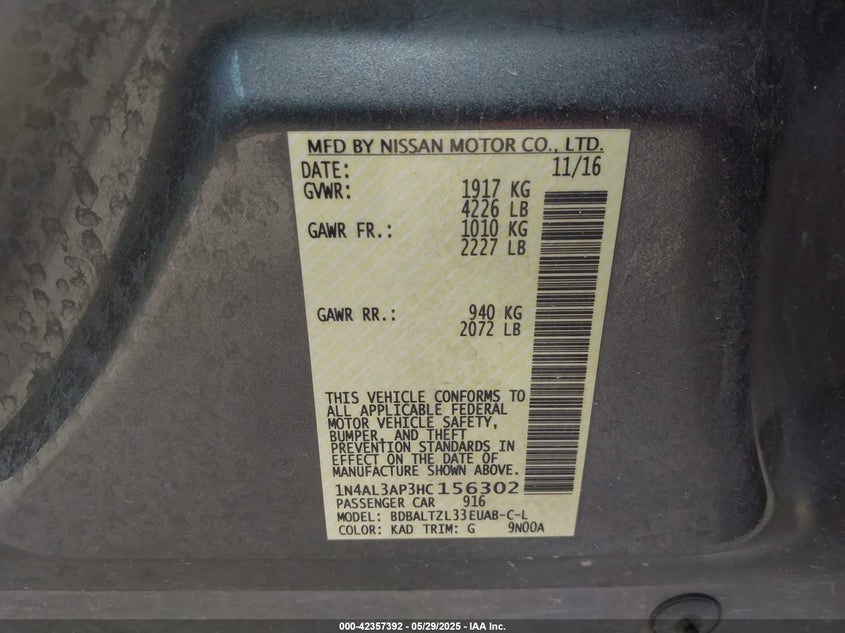 MFD BY NISSAN MOTOR CO., LTD.
DATE: 11/16
GVWR: 1917 KG
4226 LB
GAWR FR.: 1010 KG
2227 LB
GAWR RR.: 940 KG
2072 LB
THIS VEHICLE CONFORMS TO
ALL APPLICABLE FEDERAL
MOTOR VEHICLE SAFETY,
BUMPER, AND THEFT
PREVENTION STANDARDS IN
EFFECT ON THE DATE OF
MANUFACTURE SHOWN ABOVE.
1N4AL3AP3HC156302
PASSENGER CAR 916
MODEL: BDBALTZL33EUAB-C-L
COLOR: KAD TRIM: G 9N00A
000-42357392 - 05/29/2025 - IAA Inc.